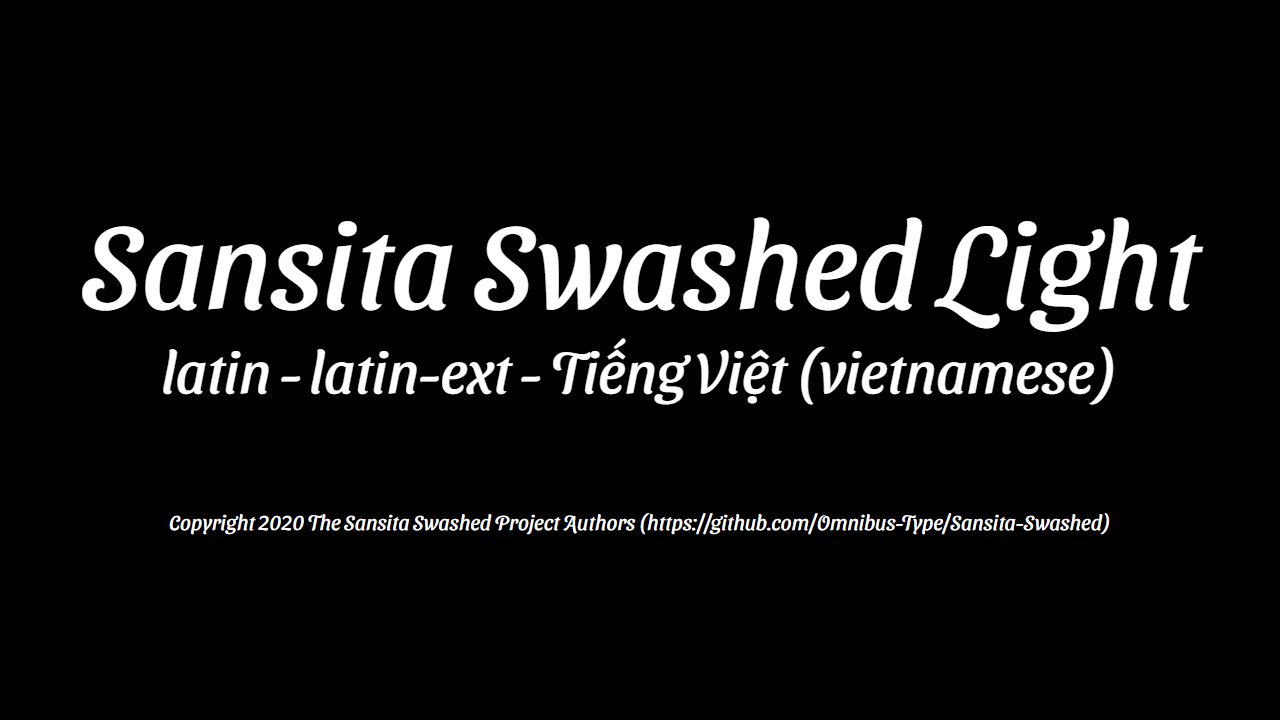 Sansita Swashed Light
latin - latin-ext - Tiếng Việt (vietnamese)
Copyright 2020 The Sansita Swashed Project Authors (https://github.com/Omnibus-Type/Sansita-Swashed)